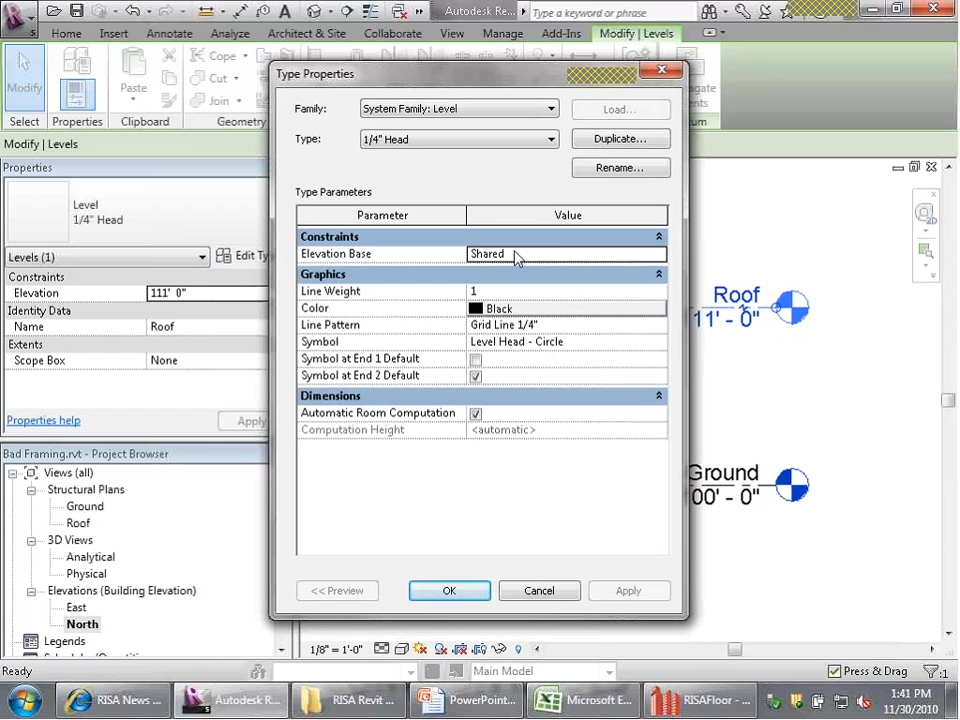 Autodesk Re...
Type a keyword or phrase
Home Insert Annotate Analyze Architect & Site Collaborate View Manage Add-Ins Modify | Levels
Modify
Properties
Paste
Cope
Cut
Join
Select Properties Clipboard Geometry
Modify | Levels
Properties
Level
1/4" Head
Levels (1)
Edit Ty
Constraints
Elevation 111' 0"
Identity Data
Name Roof
Extents
Scope Box None
Properties help
Apply
Bad Framing.rvt - Project Browser
Views (all)
Structural Plans
Ground
Roof
3D Views
Analytical
Physical
Elevations (Building Elevation)
East
North
Legends
Type Properties
Family: System Family: Level Load...
Type: 1/4" Head Duplicate...
Rename...
Type Parameters
Parameter Value
Constraints
Elevation Base Shared
Graphics
Line Weight 1
Color Black
Line Pattern Grid Line 1/4"
Symbol Level Head - Circle
Symbol at End 1 Default
Symbol at End 2 Default
Dimensions
Automatic Room Computation
Computation Height <automatic>
<< Preview OK Cancel Apply
Roof
11' - 0"
Ground
00' - 0"
2D
1/8" = 1'-0"
Ready
:0
Main Model
Press & Drag
:1
RISA News ...
Autodesk R...
RISA Revit ...
PowerPoint...
Microsoft E...
RISAFloor - ...
1:41 PM
11/30/2010